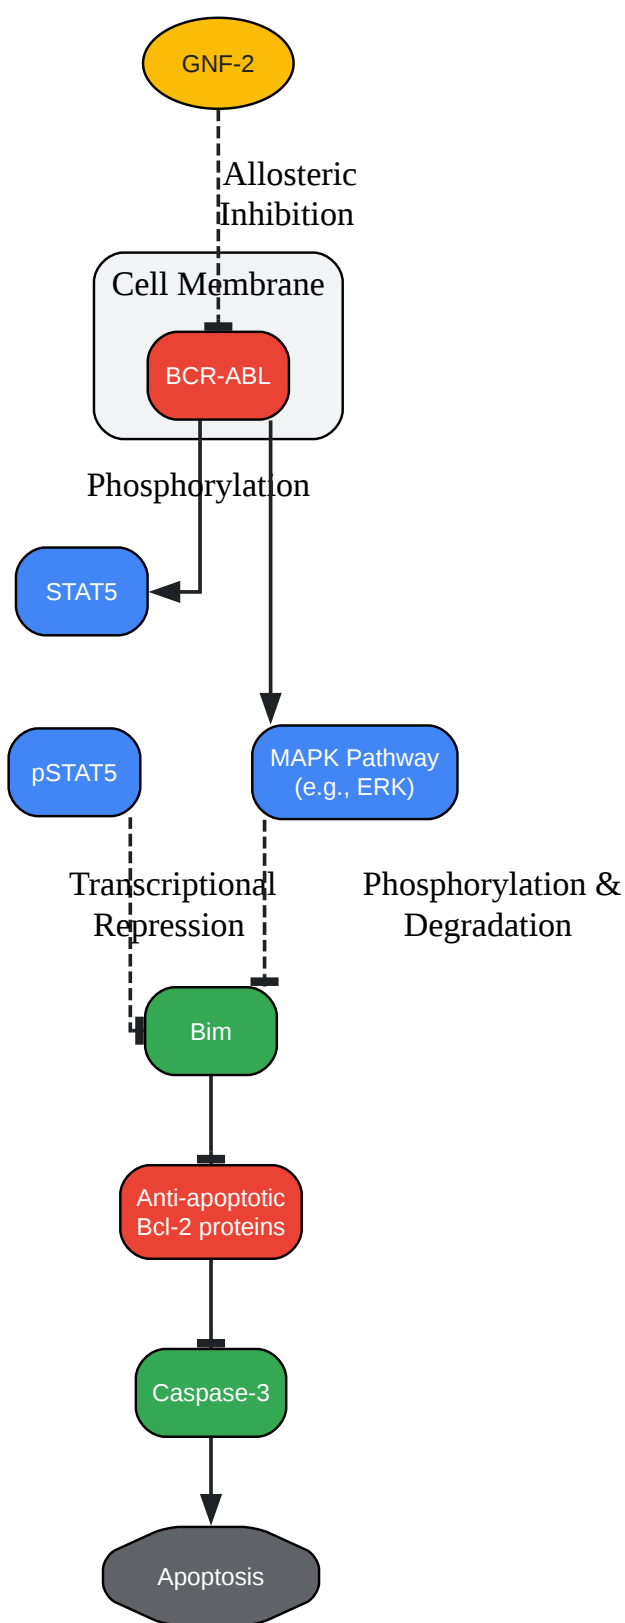 GNF-2
Allosteric
Inhibition
Cell Membrane
BCR-ABL
Phosphorylation
STAT5
pSTAT5
MAPK Pathway
(e.g., ERK)
Transcriptional
Repression
Phosphorylation &
Degradation
Bim
Anti-apoptotic
Bcl-2 proteins
Caspase-3
Apoptosis